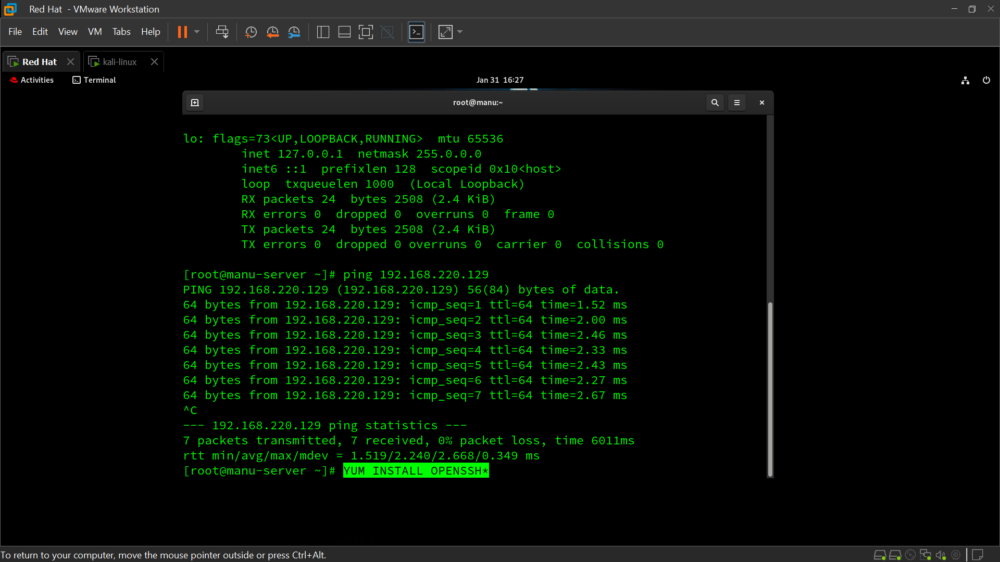 Red Hat - VMware Workstation
File Edit View VM Tabs Help
Red Hat kali-linux
Activities Terminal Jan 31 16:27
root@manu:~
lo: flags=73<UP,LOOPBACK,RUNNING>  mtu 65536
        inet 127.0.0.1  netmask 255.0.0.0
        inet6 ::1  prefixlen 128  scopeid 0x10<host>
        loop  txqueuelen 1000  (Local Loopback)
        RX packets 24  bytes 2508 (2.4 KiB)
        RX errors 0  dropped 0  overruns 0  frame 0
        TX packets 24  bytes 2508 (2.4 KiB)
        TX errors 0  dropped 0 overruns 0  carrier 0  collisions 0
[root@manu-server ~]# ping 192.168.220.129
PING 192.168.220.129 (192.168.220.129) 56(84) bytes of data.
64 bytes from 192.168.220.129: icmp_seq=1 ttl=64 time=1.52 ms
64 bytes from 192.168.220.129: icmp_seq=2 ttl=64 time=2.00 ms
64 bytes from 192.168.220.129: icmp_seq=3 ttl=64 time=2.46 ms
64 bytes from 192.168.220.129: icmp_seq=4 ttl=64 time=2.33 ms
64 bytes from 192.168.220.129: icmp_seq=5 ttl=64 time=2.43 ms
64 bytes from 192.168.220.129: icmp_seq=6 ttl=64 time=2.27 ms
64 bytes from 192.168.220.129: icmp_seq=7 ttl=64 time=2.67 ms
^C
--- 192.168.220.129 ping statistics ---
7 packets transmitted, 7 received, 0% packet loss, time 6011ms
rtt min/avg/max/mdev = 1.519/2.240/2.668/0.349 ms
[root@manu-server ~]# YUM INSTALL OPENSSH*
To return to your computer, move the mouse pointer outside or press Ctrl+Alt.